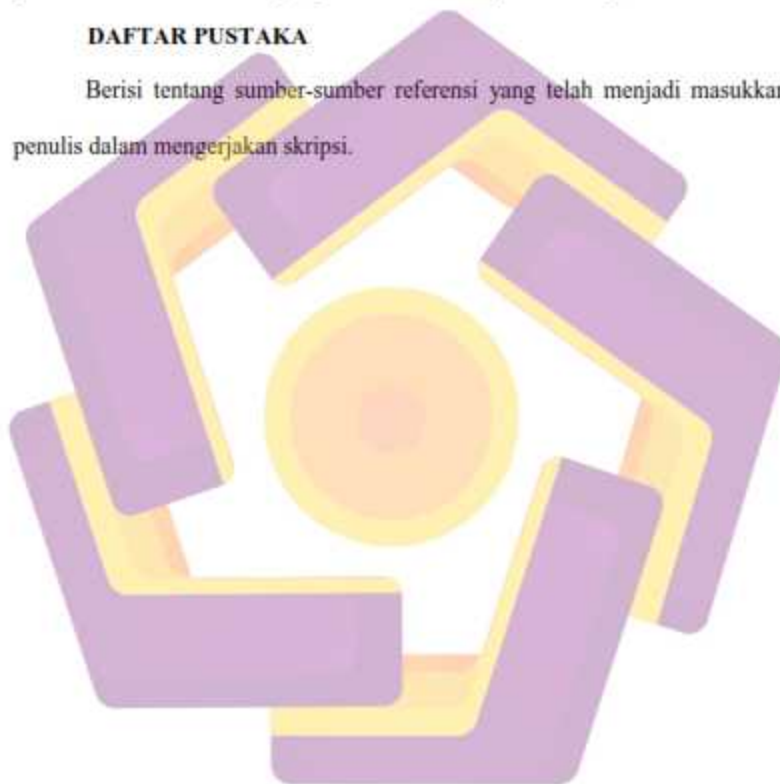 DAFTAR PUSTAKA
Berisi tentang sumber-sumber referensi yang telah menjadi masukkan
penulis dalam mengerjakan skripsi.